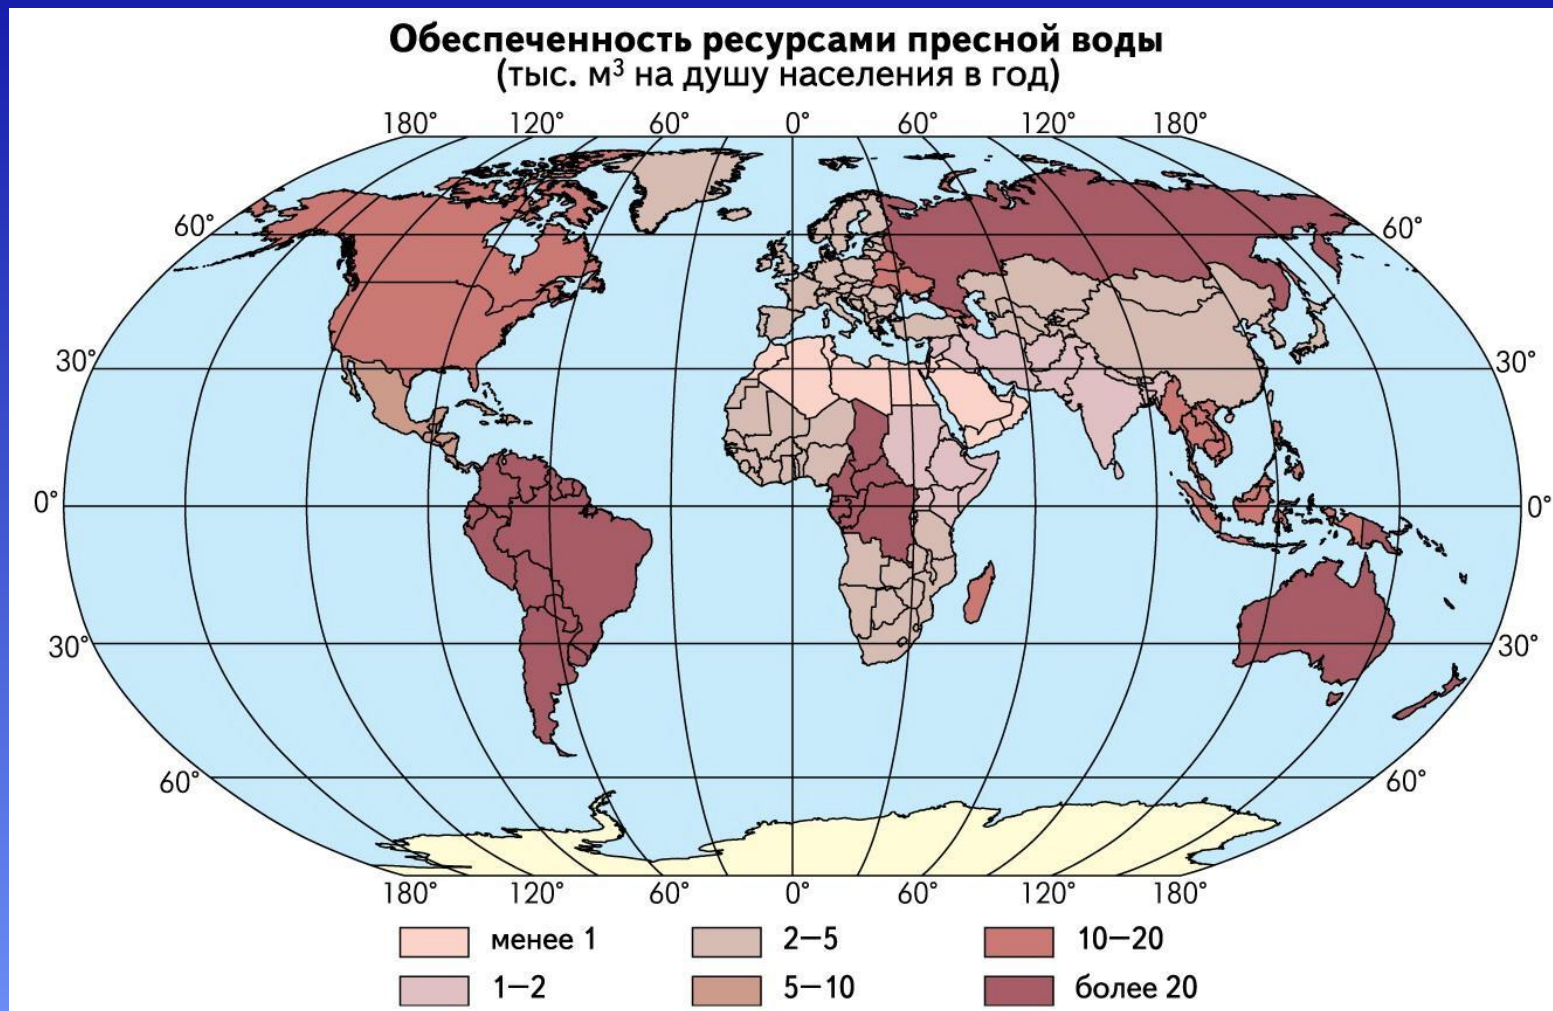 Обеспеченность ресурсами пресной воды
(тыс. м³ на душу населения в год)
180° 120° 60° 0° 60° 120° 180°
60° 60°
30° 30°
0° 0°
30° 30°
60° 60°
180° 120° 60° 0° 60° 120° 180°
менее 1 2–5 10–20
1–2 5–10 более 20